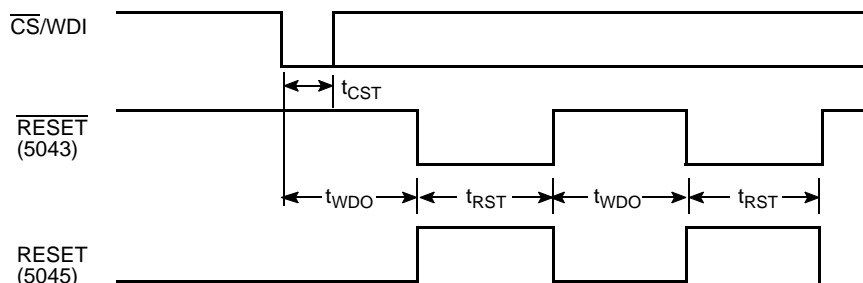 CS/WDI
tCST
RESET
(5043)
tWDO tRST tWDO tRST
RESET
(5045)